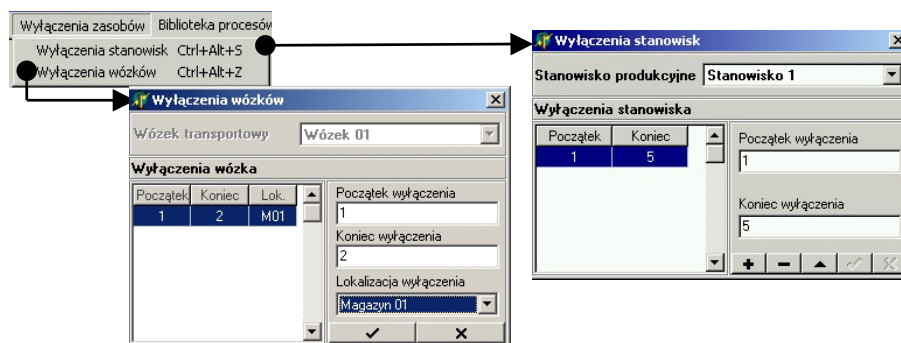 Wyłączenia zasobów Biblioteka procesów
Wyłączenia stanowisk Ctrl+Alt+S
Wyłączenia wózków Ctrl+Alt+Z
Wyłączenia wózków
Wózek transportowy Wózek 01
Wyłączenia wózka
Początek Koniec Lok.
1 2 M01
Początek wyłączenia
1
Koniec wyłączenia
2
Lokalizacja wyłączenia
Magazyn 01
Wyłączenia stanowisk
Stanowisko produkcyjne Stanowisko 1
Wyłączenia stanowiska
Początek Koniec
1 5
Początek wyłączenia
1
Koniec wyłączenia
5